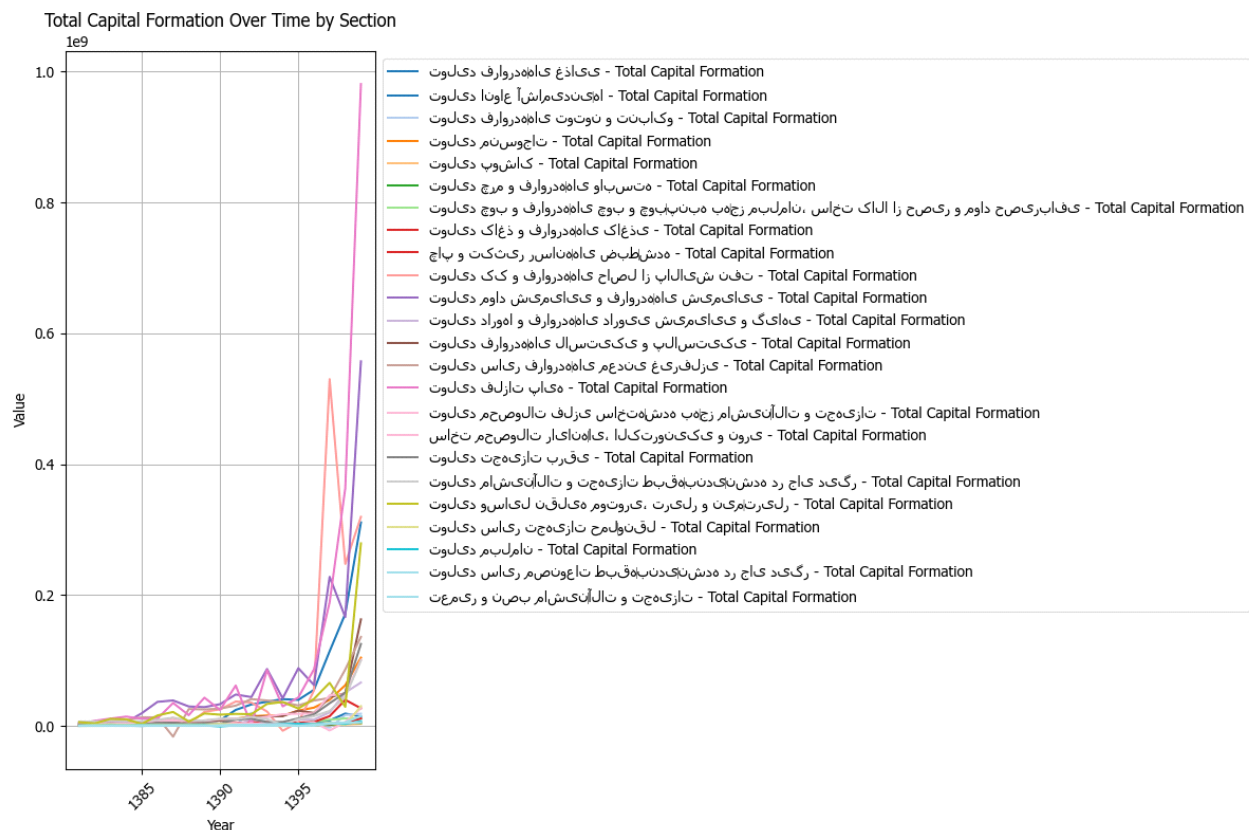 Total Capital Formation Over Time by Section
1e9
1.0
0.8
0.6
0.4
0.2
0.0
Value
1385
1390
1395
Year
تولید فراورده‌های غذایی - Total Capital Formation
تولید انواع آشامیدنی‌ها - Total Capital Formation
تولید فراورده‌های توتون و تنباکو - Total Capital Formation
تولید منسوجات - Total Capital Formation
تولید پوشاک - Total Capital Formation
تولید چرم و فراورده‌های وابسته - Total Capital Formation
تولید چوب و فراورده‌های چوب و چوب‌پنبه به‌جز مبلمان، ساخت کالا از حصیر و مواد حصیربافی - Total Capital Formation
تولید کاغذ و فراورده‌های کاغذی - Total Capital Formation
چاپ و تکثیر رسانه‌های ضبط‌شده - Total Capital Formation
تولید کک و فراورده‌های حاصل از پالایش نفت - Total Capital Formation
تولید مواد شیمیایی و فراورده‌های شیمیایی - Total Capital Formation
تولید داروها و فراورده‌های دارویی شیمیایی و گیاهی - Total Capital Formation
تولید فراورده‌های لاستیکی و پلاستیکی - Total Capital Formation
تولید سایر فراورده‌های معدنی غیرفلزی - Total Capital Formation
تولید فلزات پایه - Total Capital Formation
تولید محصولات فلزی ساخته‌شده به‌جز ماشین‌آلات و تجهیزات - Total Capital Formation
ساخت محصولات رایانه‌ای، الکترونیکی و نوری - Total Capital Formation
تولید تجهیزات برقی - Total Capital Formation
تولید ماشین‌آلات و تجهیزات طبقه‌بندی‌نشده در جای دیگر - Total Capital Formation
تولید وسایل نقلیه موتوری، تریلر و نیم‌تریلر - Total Capital Formation
تولید سایر تجهیزات حمل‌ونقل - Total Capital Formation
تولید مبلمان - Total Capital Formation
تولید سایر مصنوعات طبقه‌بندی‌نشده در جای دیگر - Total Capital Formation
تعمیر و نصب ماشین‌آلات و تجهیزات - Total Capital Formation